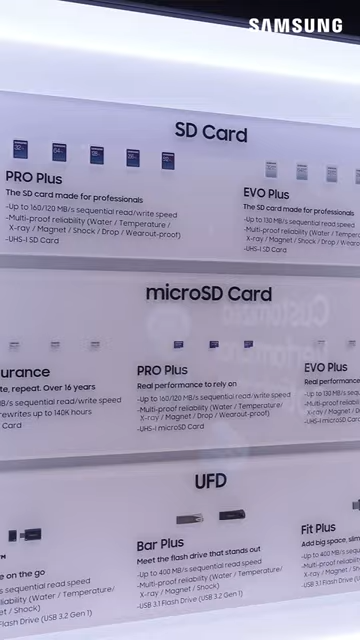 SAMSUNG
SD Card
PRO Plus
The SD card made for professionals
-Up to 160/120 MB/s sequential read/write speed
-Multi-proof reliability (Water / Temperature /
X-ray / Magnet / Shock / Drop / Wearout-proof)
-UHS-I SD Card
EVO Plus
The SD card made for professionals
-Up to 130 MB/s sequential read speed
-Multi-proof reliability (Water / Temper
X-ray / Magnet / Shock / Drop / Wearo
-UHS-I SD Card
microSD Card
urance
te, repeat. Over 16 years
B/s sequential read/write speed
rewrites up to 140K hours
Card
PRO Plus
Real performance to rely on
-Up to 160/120 MB/s sequential read/write speed
-Multi-proof reliability (Water / Temperature/
X-ray / Magnet / Drop / Wearout-proof)
-UHS-I microSD Card
EVO Plus
Real performance
-Up to 130 MB/s sequ
-Multi-proof reliabil
X-ray / Magnet / Dro
-UHS-I microSD Card
UFD
e on the go
ential read speed
liability (Water / Temperature/
et / Shock)
Flash Drive (USB 3.2 Gen 1)
Bar Plus
Meet the flash drive that stands out
-Up to 400 MB/s sequential read speed
-Multi-proof reliability (Water / Temperature/
X-ray / Magnet / Shock)
-USB 3.1 Flash Drive (USB 3.2 Gen 1)
Fit Plus
Add big space, slim
-Up to 400 MB/s seque
-Multi-proof reliability
X-ray / Magnet / Shoc
-USB 3.1 Flash Drive (US